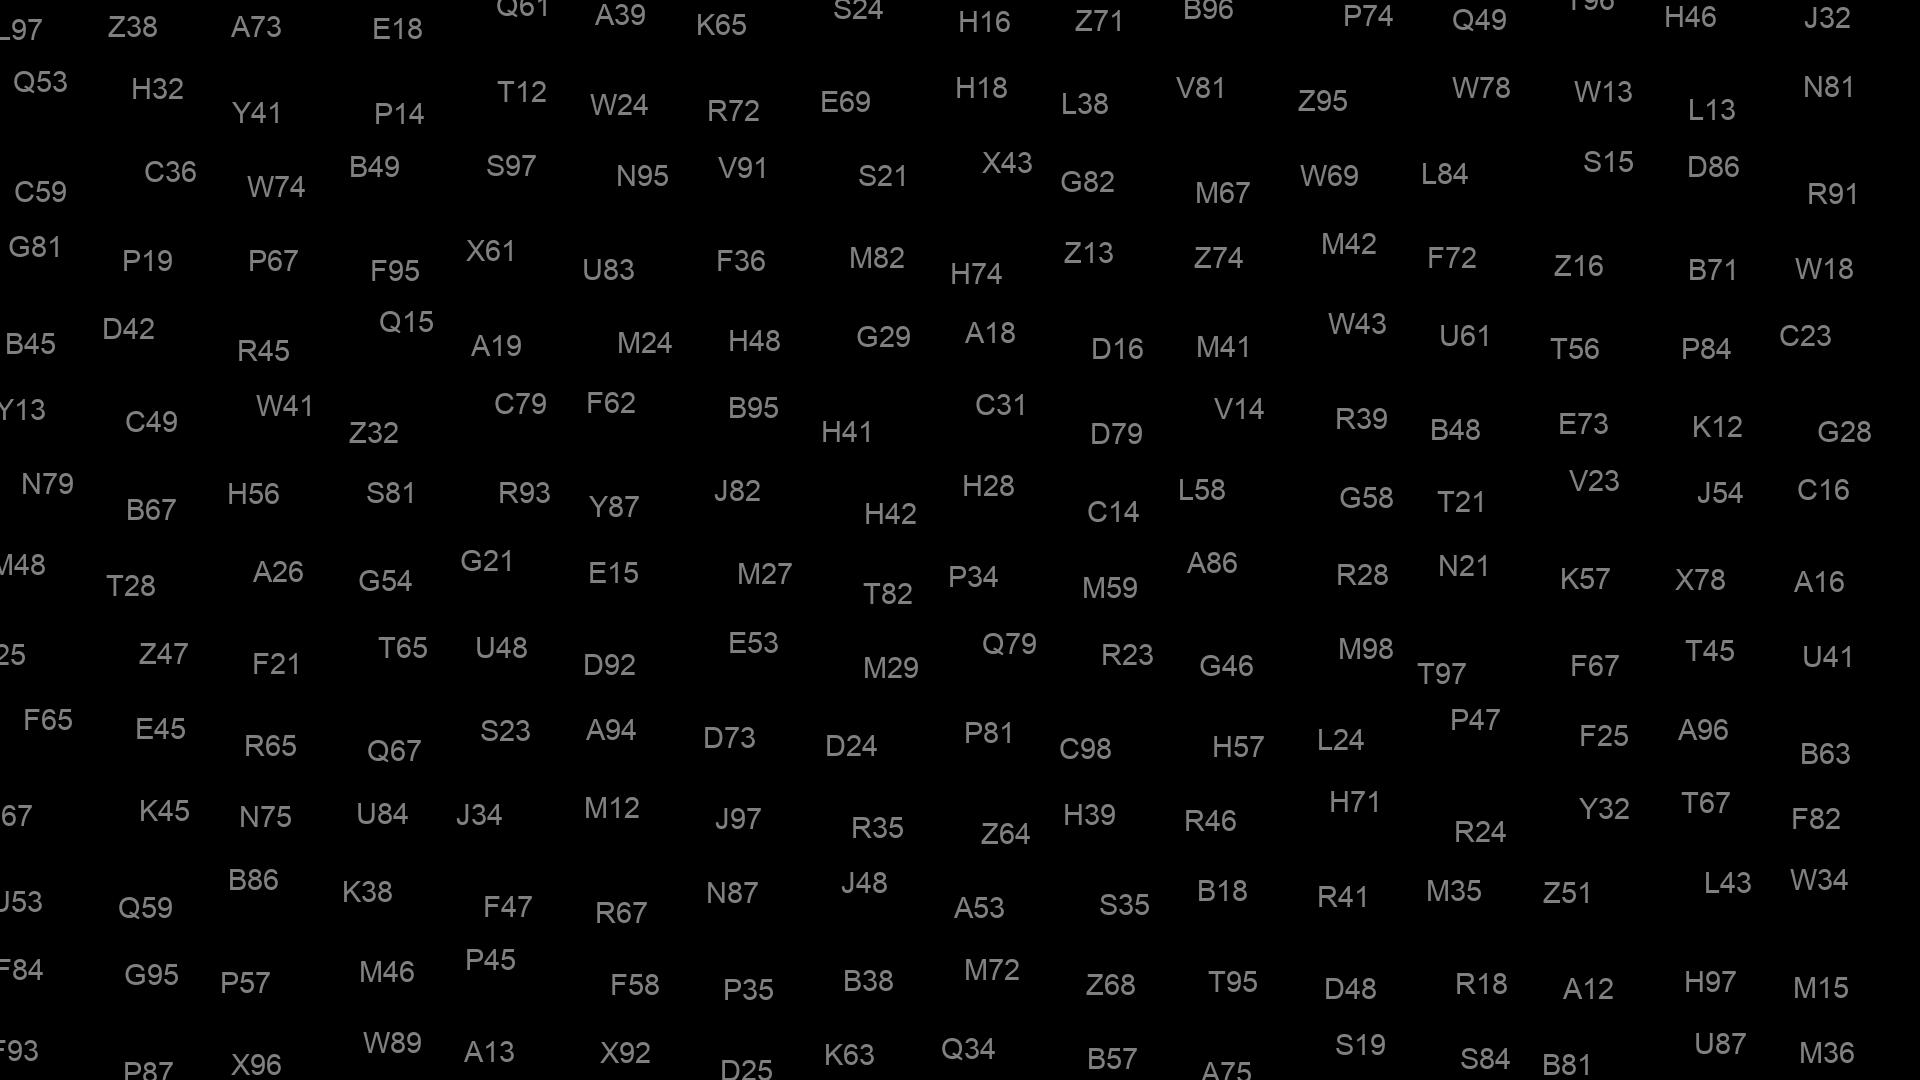 L97 Z38 A73 E18 Q61 A39 K65 S24 H16 Z71 B96 P74 Q49 T96 H46 J32
Q53 H32 Y41 P14 T12 W24 R72 E69 H18 L38 V81 Z95 W78 W13 L13 N81
C59 C36 W74 B49 S97 N95 V91 S21 X43 G82 M67 W69 L84 S15 D86 R91
G81 P19 P67 F95 X61 U83 F36 M82 H74 Z13 Z74 M42 F72 Z16 B71 W18
B45 D42 R45 Q15 A19 M24 H48 G29 A18 D16 M41 W43 U61 T56 P84 C23
Y13 C49 W41 Z32 C79 F62 B95 H41 C31 D79 V14 R39 B48 E73 K12 G28
N79 B67 H56 S81 R93 Y87 J82 H42 H28 C14 L58 G58 T21 V23 J54 C16
M48 T28 A26 G54 G21 E15 M27 T82 P34 M59 A86 R28 N21 K57 X78 A16
25 Z47 F21 T65 U48 D92 E53 M29 Q79 R23 G46 M98 T97 F67 T45 U41
F65 E45 R65 Q67 S23 A94 D73 D24 P81 C98 H57 L24 P47 F25 A96 B63
67 K45 N75 U84 J34 M12 J97 R35 Z64 H39 R46 H71 R24 Y32 T67 F82
Q59 B86 K38 F47 R67 N87 J48 A53 S35 B18 R41 M35 Z51 L43 W34
F84 G95 P57 M46 P45 F58 P35 B38 M72 Z68 T95 D48 R18 A12 H97 M15
F93 P87 X96 W89 A13 X92 D25 K63 Q34 B57 A75 S19 S84 B81 U87 M36